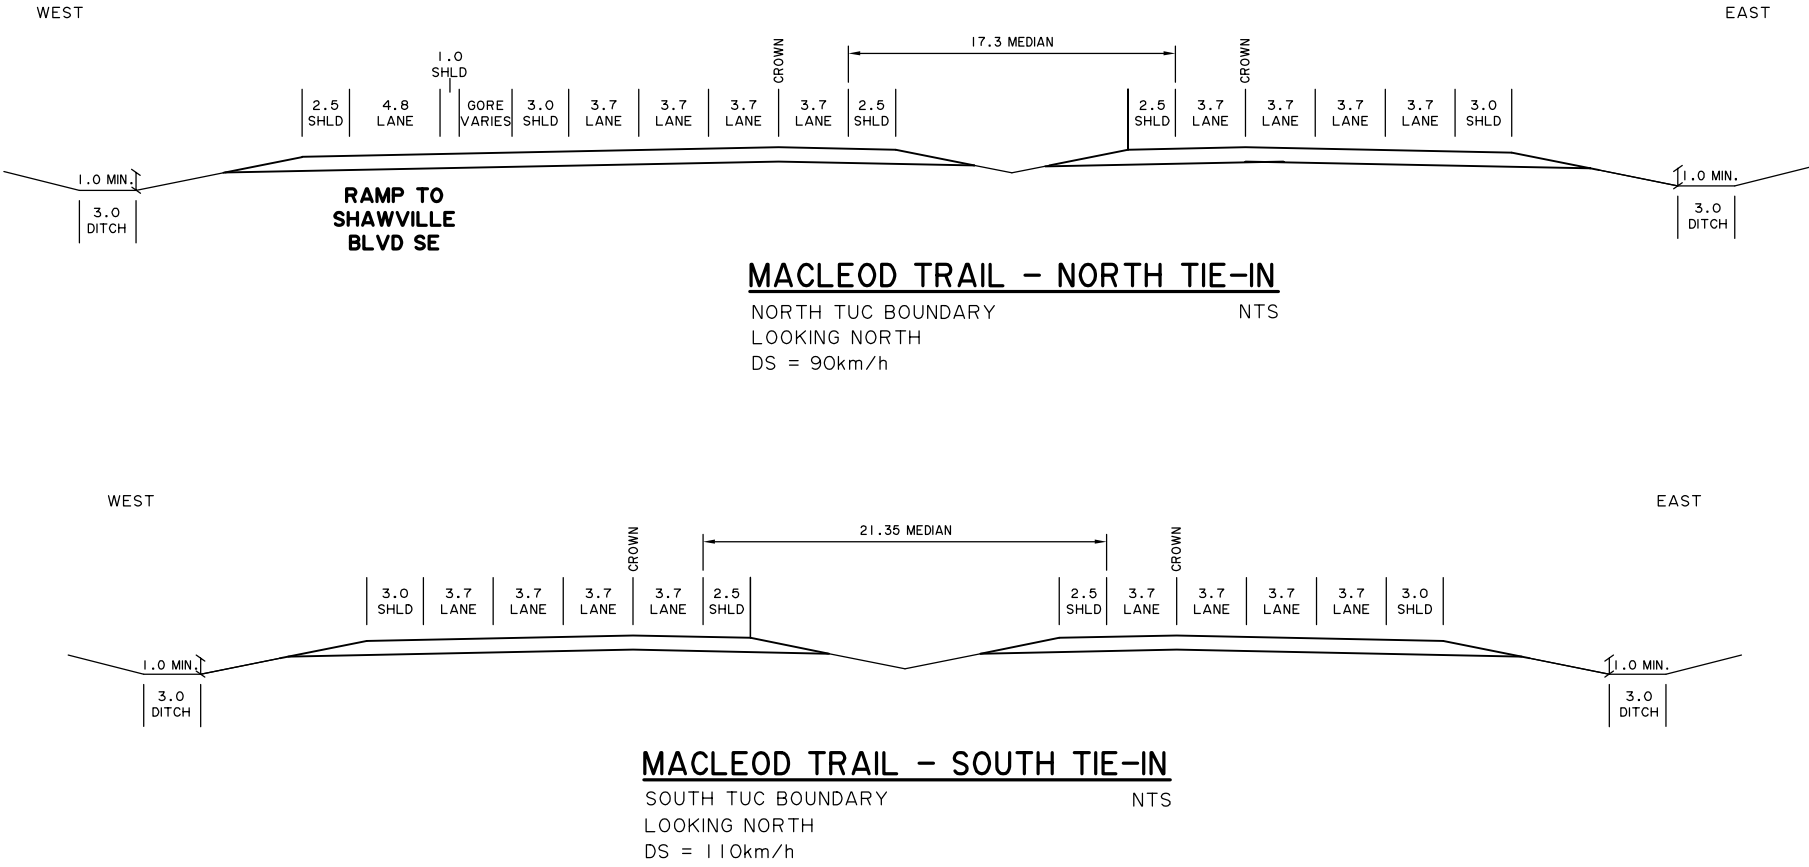 WEST
EAST
CROWN
17.3 MEDIAN
CROWN
1.0
SHLD
2.5
SHLD
4.8
LANE
GORE
VARIES
3.0
SHLD
3.7
LANE
3.7
LANE
3.7
LANE
3.7
LANE
2.5
SHLD
2.5
SHLD
3.7
LANE
3.7
LANE
3.7
LANE
3.7
LANE
3.0
SHLD
1.0 MIN.
3.0
DITCH
RAMP TO
SHAWVILLE
BLVD SE
1.0 MIN.
3.0
DITCH
MACLEOD TRAIL - NORTH TIE-IN
NORTH TUC BOUNDARY NTS
LOOKING NORTH
DS = 90km/h
WEST
EAST
CROWN
21.35 MEDIAN
CROWN
3.0
SHLD
3.7
LANE
3.7
LANE
3.7
LANE
3.7
LANE
2.5
SHLD
2.5
SHLD
3.7
LANE
3.7
LANE
3.7
LANE
3.7
LANE
3.0
SHLD
1.0 MIN.
3.0
DITCH
1.0 MIN.
3.0
DITCH
MACLEOD TRAIL - SOUTH TIE-IN
SOUTH TUC BOUNDARY NTS
LOOKING NORTH
DS = 110km/h